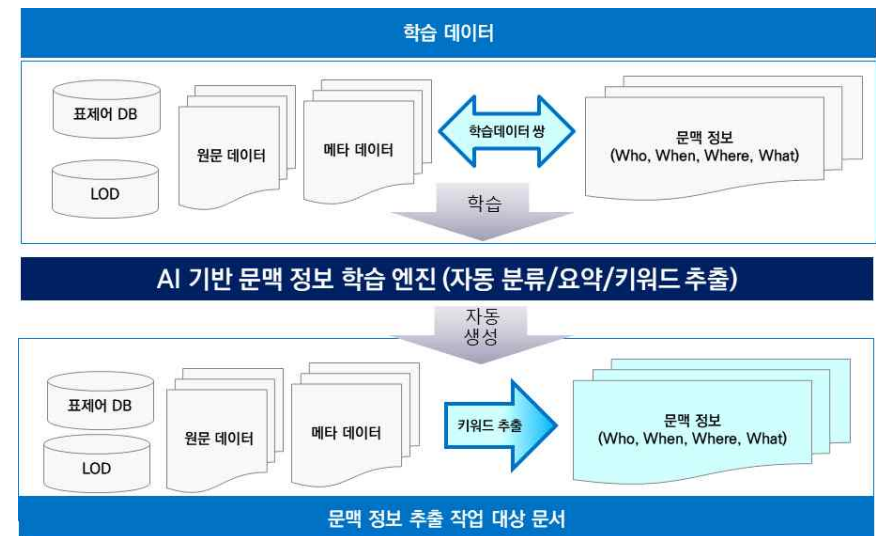 학습 데이터
표제어 DB
LOD
원문 데이터
메타 데이터
학습데이터 쌍
문맥 정보
(Who, When, Where, What)
학습
AI 기반 문맥 정보 학습 엔진 (자동 분류/요약/키워드 추출)
자동
생성
표제어 DB
LOD
원문 데이터
메타 데이터
키워드 추출
문맥 정보
(Who, When, Where, What)
문맥 정보 추출 작업 대상 문서